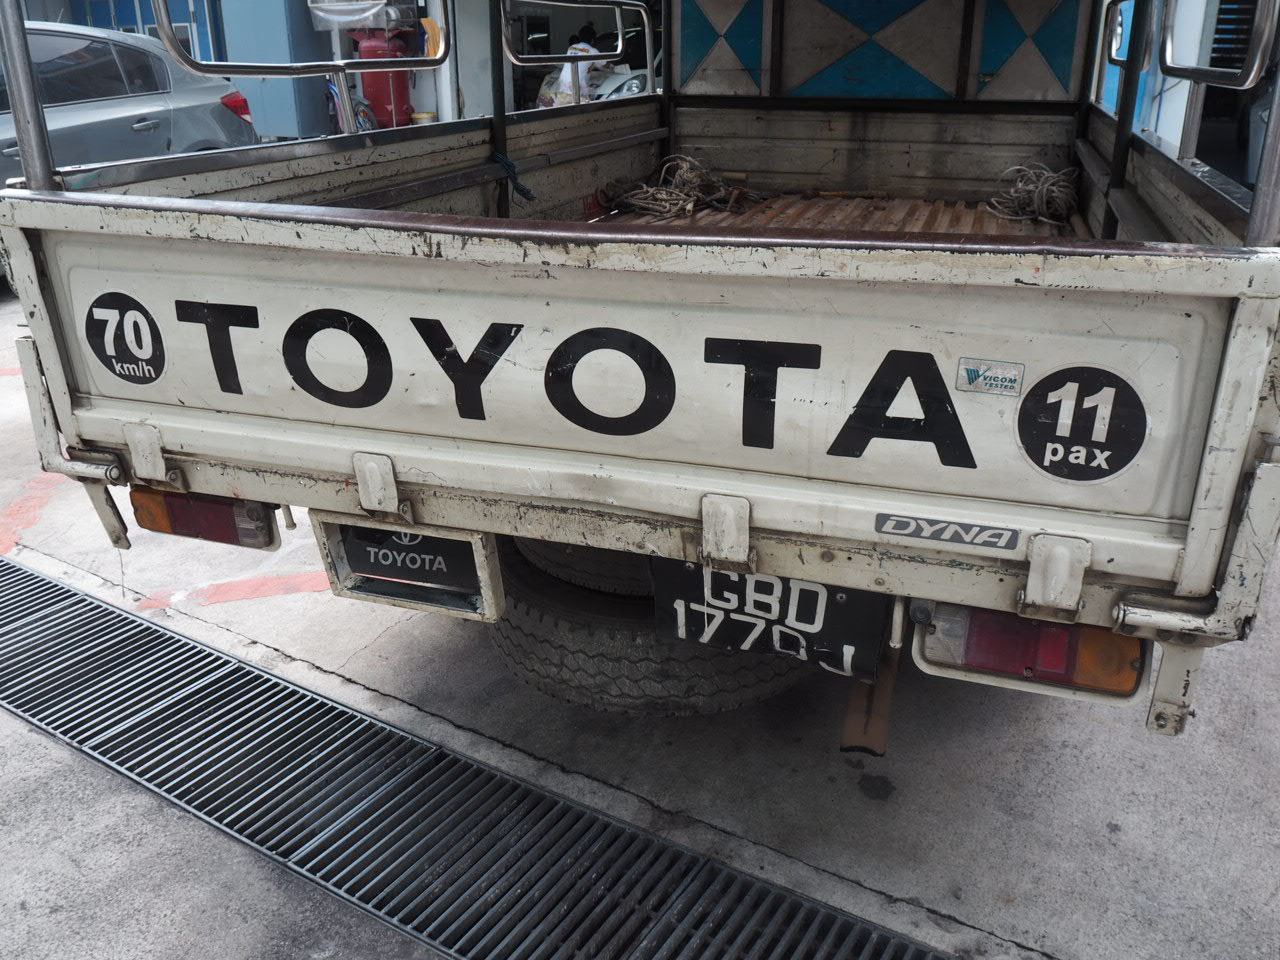 70
km/h
TOYOTA
VICOM
TESTED
11
pax
DYNA
TOYOTA
GBD
1770J